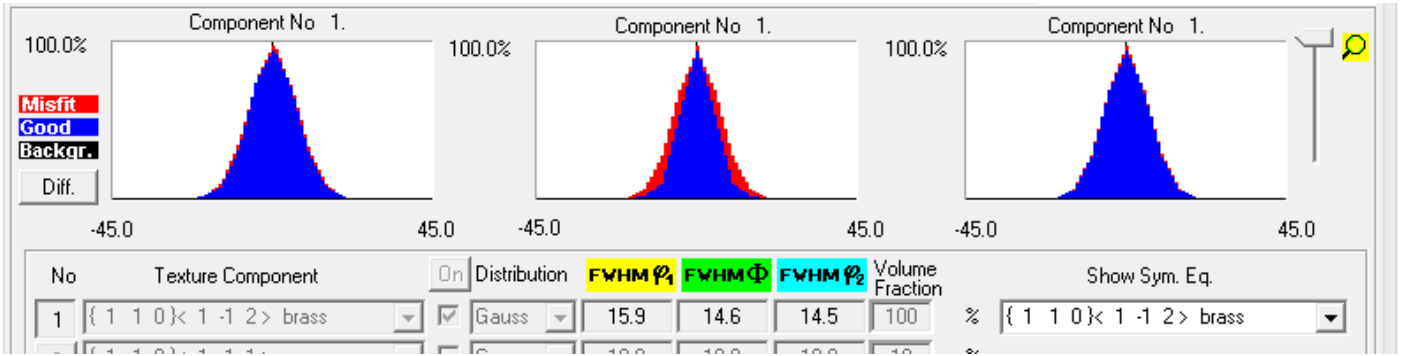 Component No 1. Component No 1. Component No 1.
100.0% 100.0% 100.0%
Misfit
Good
Backgr.
Diff.
-45.0 45.0 -45.0 45.0 -45.0 45.0
No Texture Component On Distribution FWHM φ1 FWHM Φ FWHM φ2 Volume Fraction Show Sym. Eq.
1 { 1 1 0}< 1 -1 2> brass Gauss 15.9 14.6 14.5 100 % { 1 1 0}< 1 -1 2> brass